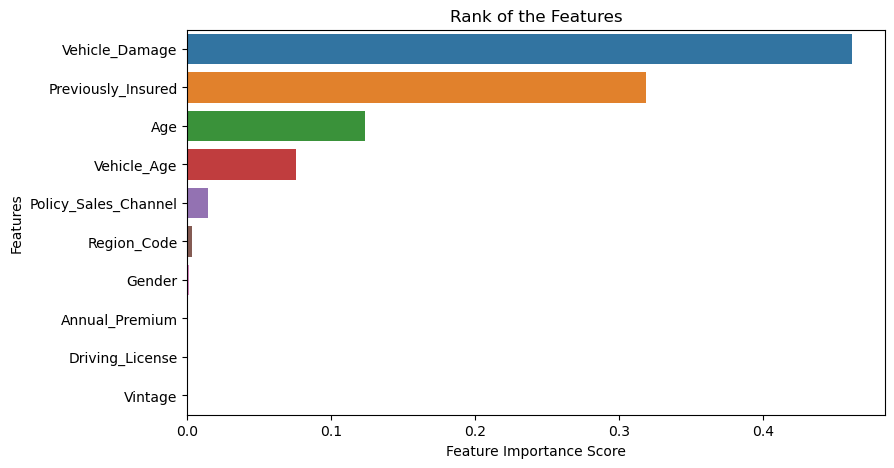 Rank of the Features
Features
Vehicle_Damage
Previously_Insured
Age
Vehicle_Age
Policy_Sales_Channel
Region_Code
Gender
Annual_Premium
Driving_License
Vintage
0.0 0.1 0.2 0.3 0.4
Feature Importance Score